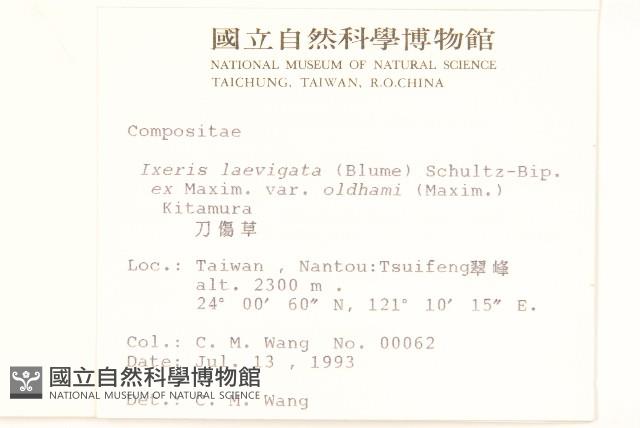 國立自然科學博物館
NATIONAL MUSEUM OF NATURAL SCIENCE
TAICHUNG, TAIWAN, R.O.CHINA
Compositae
Ixeris laevigata (Blume) Schultz-Bip.
ex Maxim. var. oldhami (Maxim.)
Kitamura
刀傷草
Loc.: Taiwan , Nantou:Tsuifeng翠峰
alt. 2300 m .
24° 00′ 60″ N, 121° 10′ 15″ E.
Col.: C. M. Wang No. 00062
Date: Jul. 13 , 1993
國立自然科學博物館
NATIONAL MUSEUM OF NATURAL SCIENCE
Det.: C. M. Wang